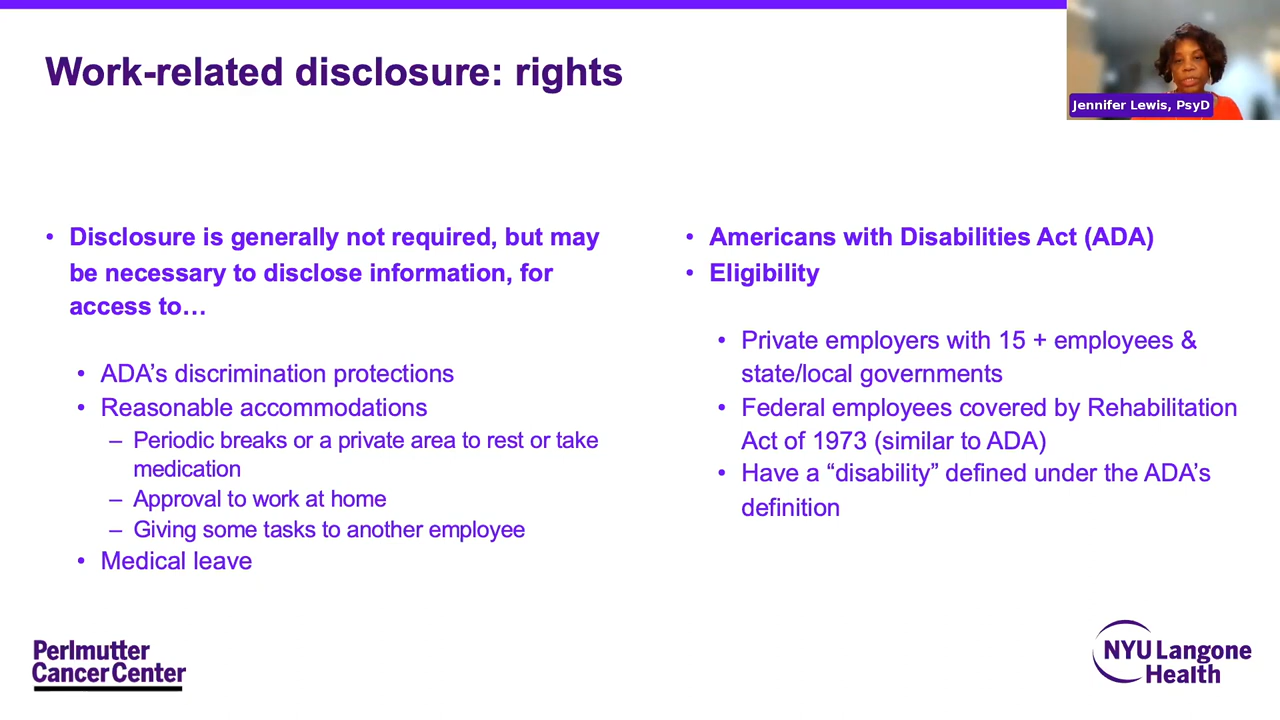 Work-related disclosure: rights
Jennifer Lewis, PsyD
• Disclosure is generally not required, but may
be necessary to disclose information, for
access to…
• ADA’s discrimination protections
• Reasonable accommodations
– Periodic breaks or a private area to rest or take
medication
– Approval to work at home
– Giving some tasks to another employee
• Medical leave
• Americans with Disabilities Act (ADA)
• Eligibility
• Private employers with 15 + employees &
state/local governments
• Federal employees covered by Rehabilitation
Act of 1973 (similar to ADA)
• Have a “disability” defined under the ADA’s
definition
Perlmutter
Cancer Center
NYU Langone
Health